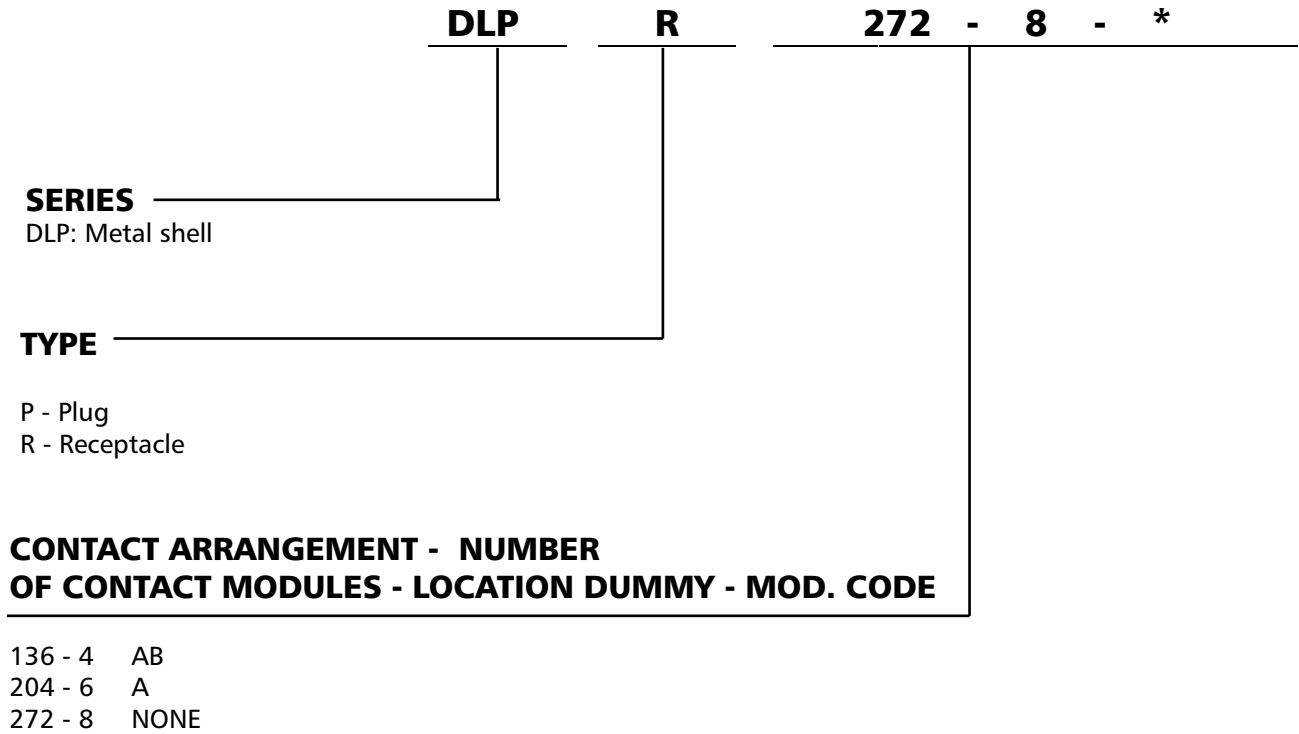 DLP R 272 - 8 - *
SERIES
DLP: Metal shell
TYPE
P - Plug
R - Receptacle
CONTACT ARRANGEMENT - NUMBER
OF CONTACT MODULES - LOCATION DUMMY - MOD. CODE
136 - 4 AB
204 - 6 A
272 - 8 NONE